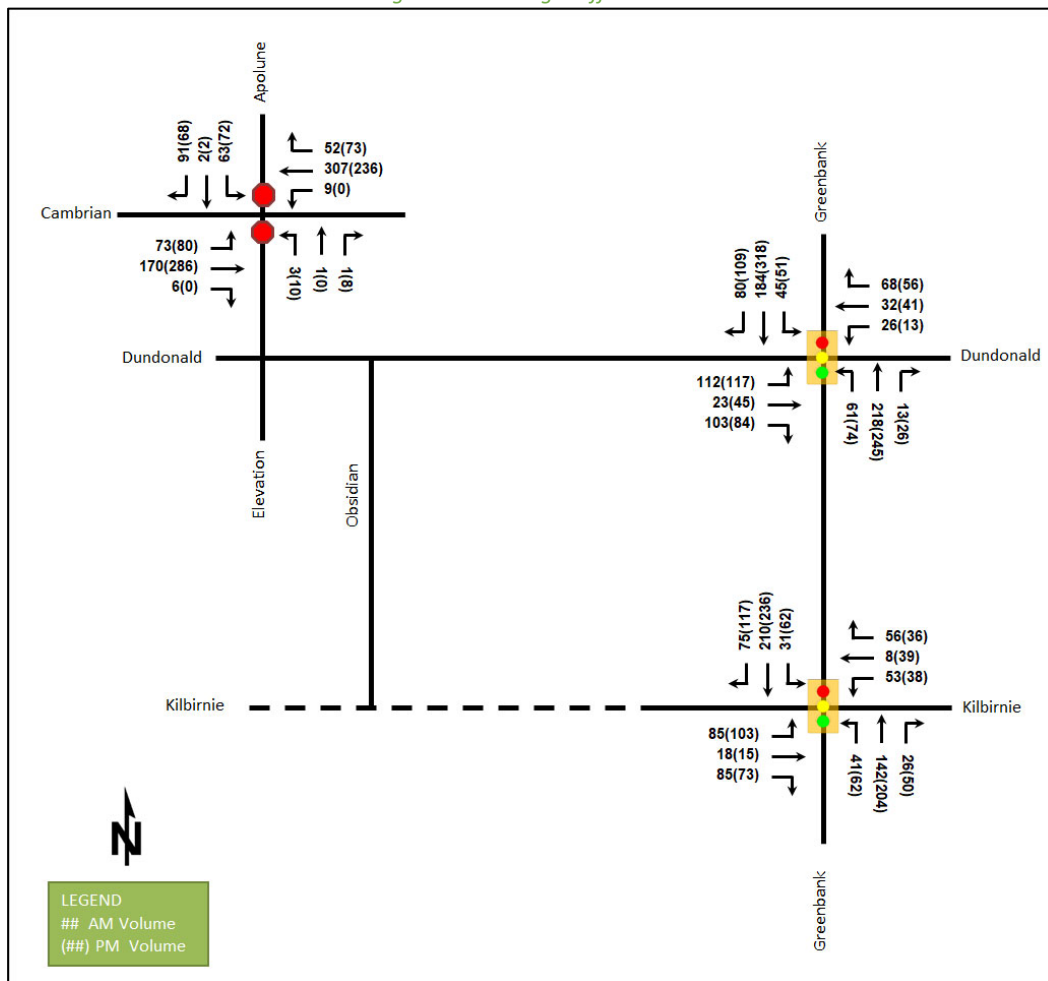 Apolune
91(68)
2(2)
63(72)
52(73)
307(236)
9(0)
Cambrian
73(80)
170(286)
6(0)
3(10)
1(0)
1(8)
Greenbank
80(109)
184(318)
45(51)
68(56)
32(41)
26(13)
Dundonald
Dundonald
112(117)
23(45)
103(84)
61(74)
218(245)
13(26)
Elevation
Obsidian
75(117)
210(236)
31(62)
56(36)
8(39)
53(38)
Kilbirnie
Kilbirnie
85(103)
18(15)
85(73)
41(62)
142(204)
26(50)
N
Greenbank
LEGEND
## AM Volume
(##) PM Volume